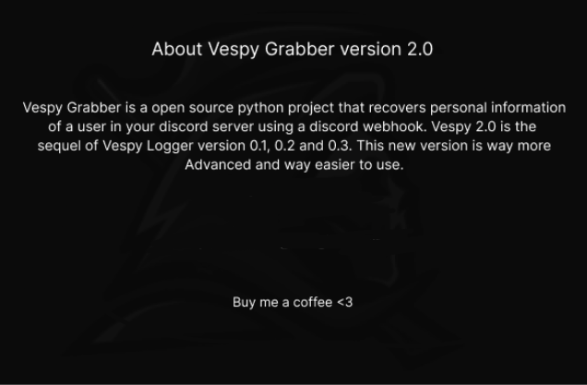 About Vespy Grabber version 2.0
Vespy Grabber is a open source python project that recovers personal information
of a user in your discord server using a discord webhook. Vespy 2.0 is the
sequel of Vespy Logger version 0.1, 0.2 and 0.3. This new version is way more
Advanced and way easier to use.
Buy me a coffee <3